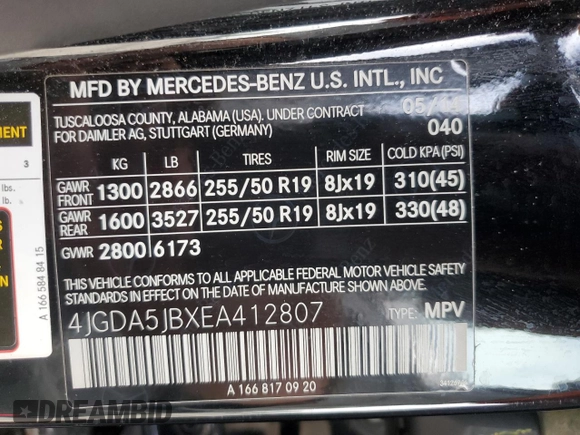 MFD BY MERCEDES-BENZ U.S. INTL., INC
TUSCALOOSA COUNTY, ALABAMA (USA). UNDER CONTRACT
FOR DAIMLER AG, STUTTGART (GERMANY)
040
KG LB TIRES RIM SIZE COLD KPA (PSI)
GAWR FRONT 1300 2866 255/50 R19 8Jx19 310(45)
GAWR REAR 1600 3527 255/50 R19 8Jx19 330(48)
GVWR 2800 6173
THIS VEHICLE CONFORMS TO ALL APPLICABLE FEDERAL MOTOR VEHICLE SAFETY
STANDARDS IN EFFECT ON THE DATE OF MANUFACTURE SHOWN ABOVE
4JGDA5JBXEA412807 TYPE: MPV
A 166 817 09 20
A 166 584 84 15
3
lbs.
DREAMBID